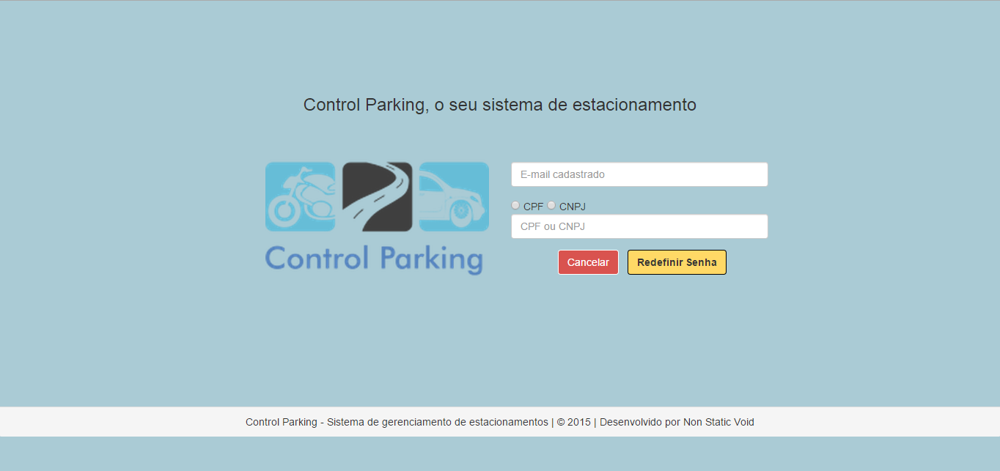 Control Parking, o seu sistema de estacionamento
Control Parking
E-mail cadastrado
CPF CNPJ
CPF ou CNPJ
Cancelar Redefinir Senha
Control Parking - Sistema de gerenciamento de estacionamentos | © 2015 | Desenvolvido por Non Static Void